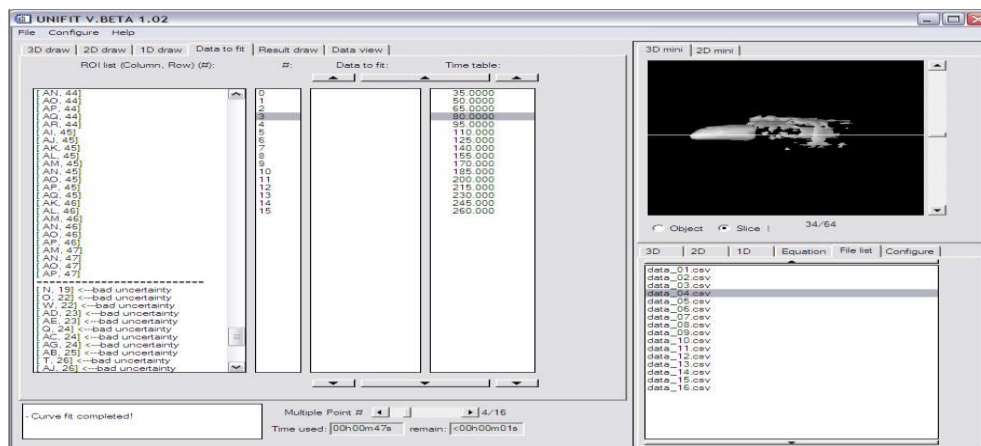 UNIFIT V.BETA 1.02
File Configure Help
3D draw 2D draw 1D draw Data to fit Result draw Data view
ROI list (Column, Row) (#): #: Data to fit: Time table:
[ AN, 44]
[ AO, 44]
[ AP, 44]
[ AQ, 44]
[ AR, 44]
[ AI, 45]
[ AJ, 45]
[ AK, 45]
[ AL, 45]
[ AM, 45]
[ AN, 45]
[ AO, 45]
[ AP, 45]
[ AQ, 45]
[ AK, 46]
[ AL, 46]
[ AM, 46]
[ AN, 46]
[ AO, 46]
[ AP, 46]
[ AM, 47]
[ AN, 47]
[ AO, 47]
[ AP, 47]
------------------------------
[ N, 19] <---bad uncertainty
[ O, 22] <---bad uncertainty
[ W, 22] <---bad uncertainty
[ AD, 23] <---bad uncertainty
[ AE, 23] <---bad uncertainty
[ Q, 24] <---bad uncertainty
[ AC, 24] <---bad uncertainty
[ AG, 24] <---bad uncertainty
[ AB, 25] <---bad uncertainty
[ T, 26] <---bad uncertainty
[ AJ, 26] <---bad uncertainty
0
1
2
3
4
5
6
7
8
9
10
11
12
13
14
15
35.0000
50.0000
65.0000
80.0000
95.0000
110.000
125.000
140.000
155.000
170.000
185.000
200.000
215.000
230.000
245.000
260.000
- Curve fit completed!
Multiple Point # 4/16
Time used: 00h00m47s remain: <00h00m01s
3D mini 2D mini
Object Slice | 34/64
3D 2D 1D Equation File list Configure
data_01.csv
data_02.csv
data_03.csv
data_04.csv
data_05.csv
data_06.csv
data_07.csv
data_08.csv
data_09.csv
data_10.csv
data_11.csv
data_12.csv
data_13.csv
data_14.csv
data_15.csv
data_16.csv